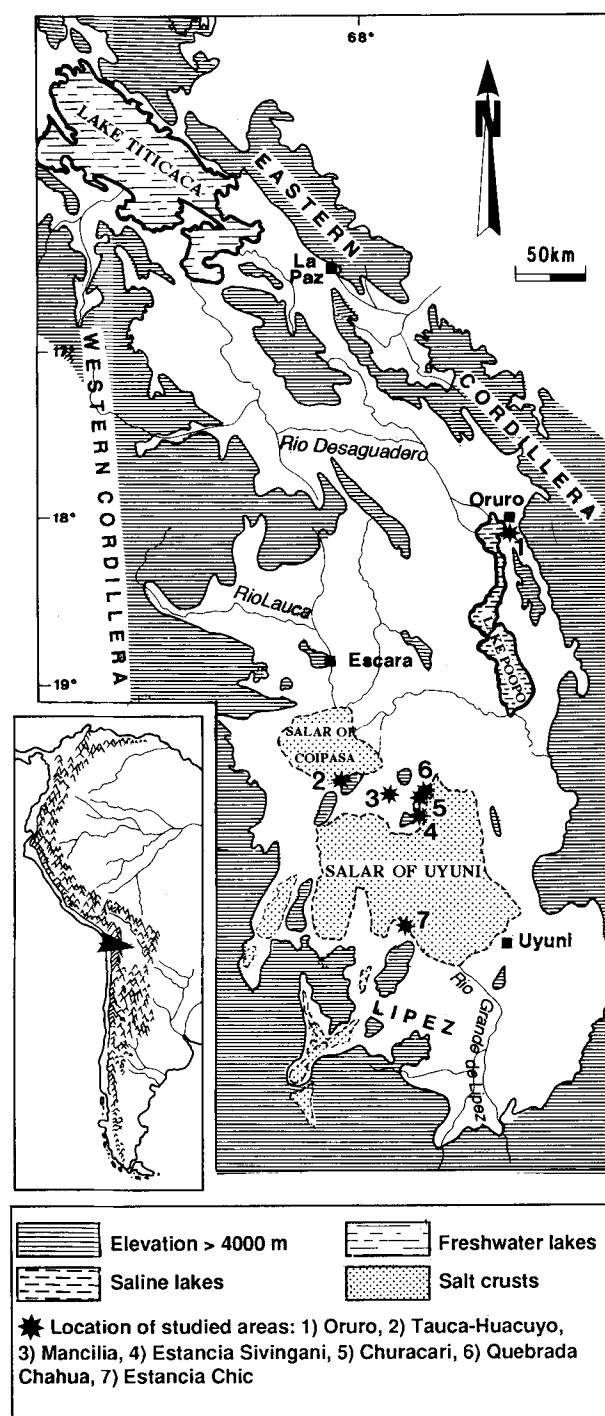 68°
N
LAKE TITICACA
EASTERN
CORDILLERA
La
Paz
50km
17°
WESTERN CORDILLERA
Rio Desaguadero
Oruro
1
18°
Rio Lauca
LAKE POOPO
Escara
19°
SALAR OF
COIPASA
2
3
6
5
4
SALAR OF UYUNI
7
Uyuni
LIPEZ
Rio Grande de Lipez
Elevation > 4000 m
Freshwater lakes
Saline lakes
Salt crusts
Location of studied areas: 1) Oruro, 2) Tauca-Huacuyo,
3) Mancilia, 4) Estancia Sivingani, 5) Churacari, 6) Quebrada
Chahua, 7) Estancia Chic